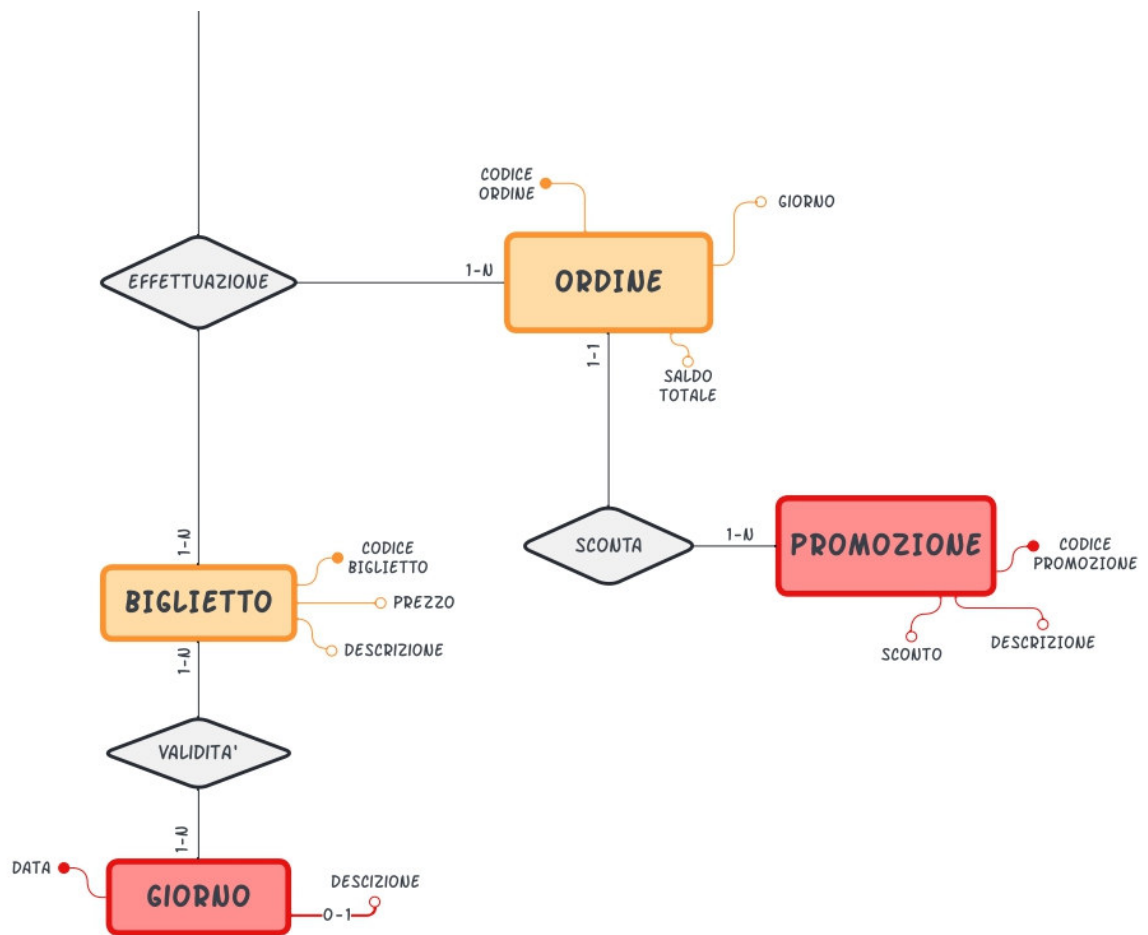 CODICE
ORDINE
GIORNO
EFFETTUAZIONE
1-N
ORDINE
1-1
SALDO
TOTALE
1-N
SCONTA
1-N
PROMOZIONE
CODICE
PROMOZIONE
CODICE
BIGLIETTO
BIGLIETTO
PREZZO
DESCRIZIONE
SCONTO
DESCRIZIONE
1-N
VALIDITA'
1-N
DATA
GIORNO
DESCIZIONE
0-1